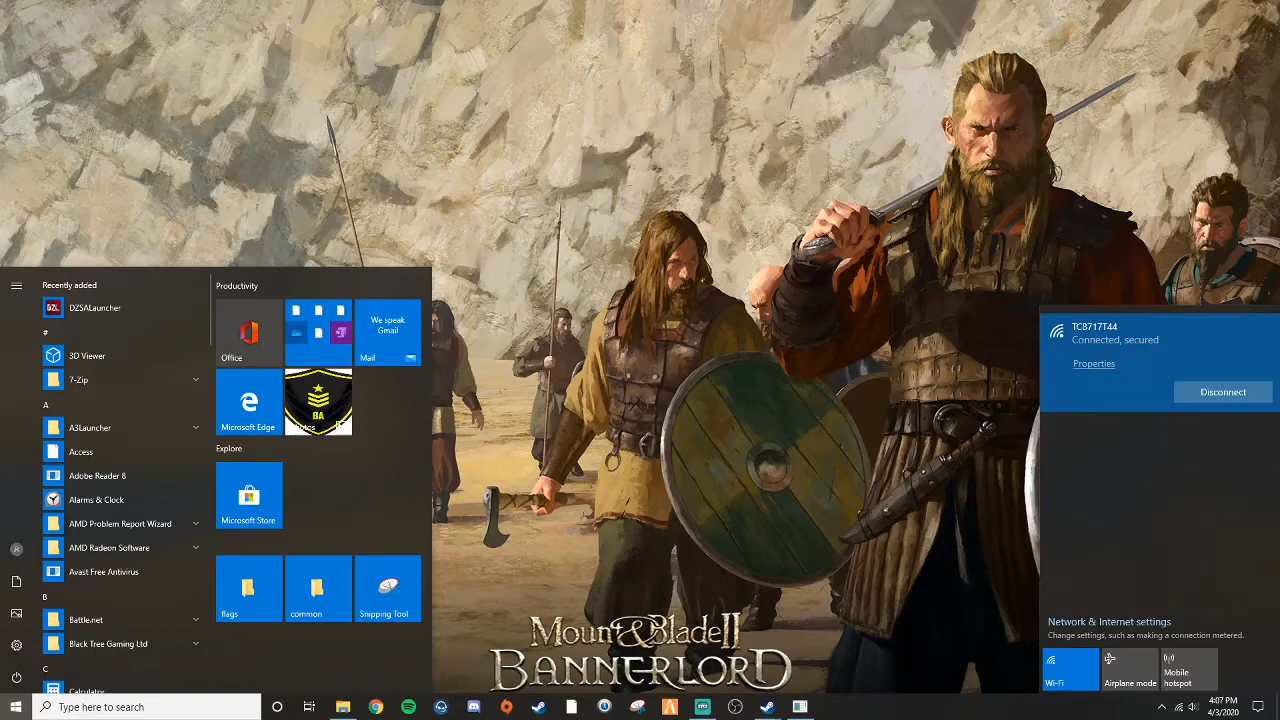 Recently added
DZL
DZSALauncher
#
3D Viewer
7-Zip
A
A3Launcher
Access
Adobe Reader 8
Alarms & Clock
AMD Problem Report Wizard
AMD Radeon Software
Avast Free Antivirus
B
Battle.net
Black Tree Gaming Ltd
C
Calculator
Productivity
Office
We speak
Gmail
Mail
Microsoft Edge
BA
Explore
Microsoft Store
flags
common
Snipping Tool
Mount & Blade II
Bannerlord
TC8717T44
Connected, secured
Properties
Disconnect
Network & Internet settings
Change settings, such as making a connection metered.
Wi-Fi
Airplane mode
Mobile
hotspot
Type here to search
4:07 PM
4/3/2020